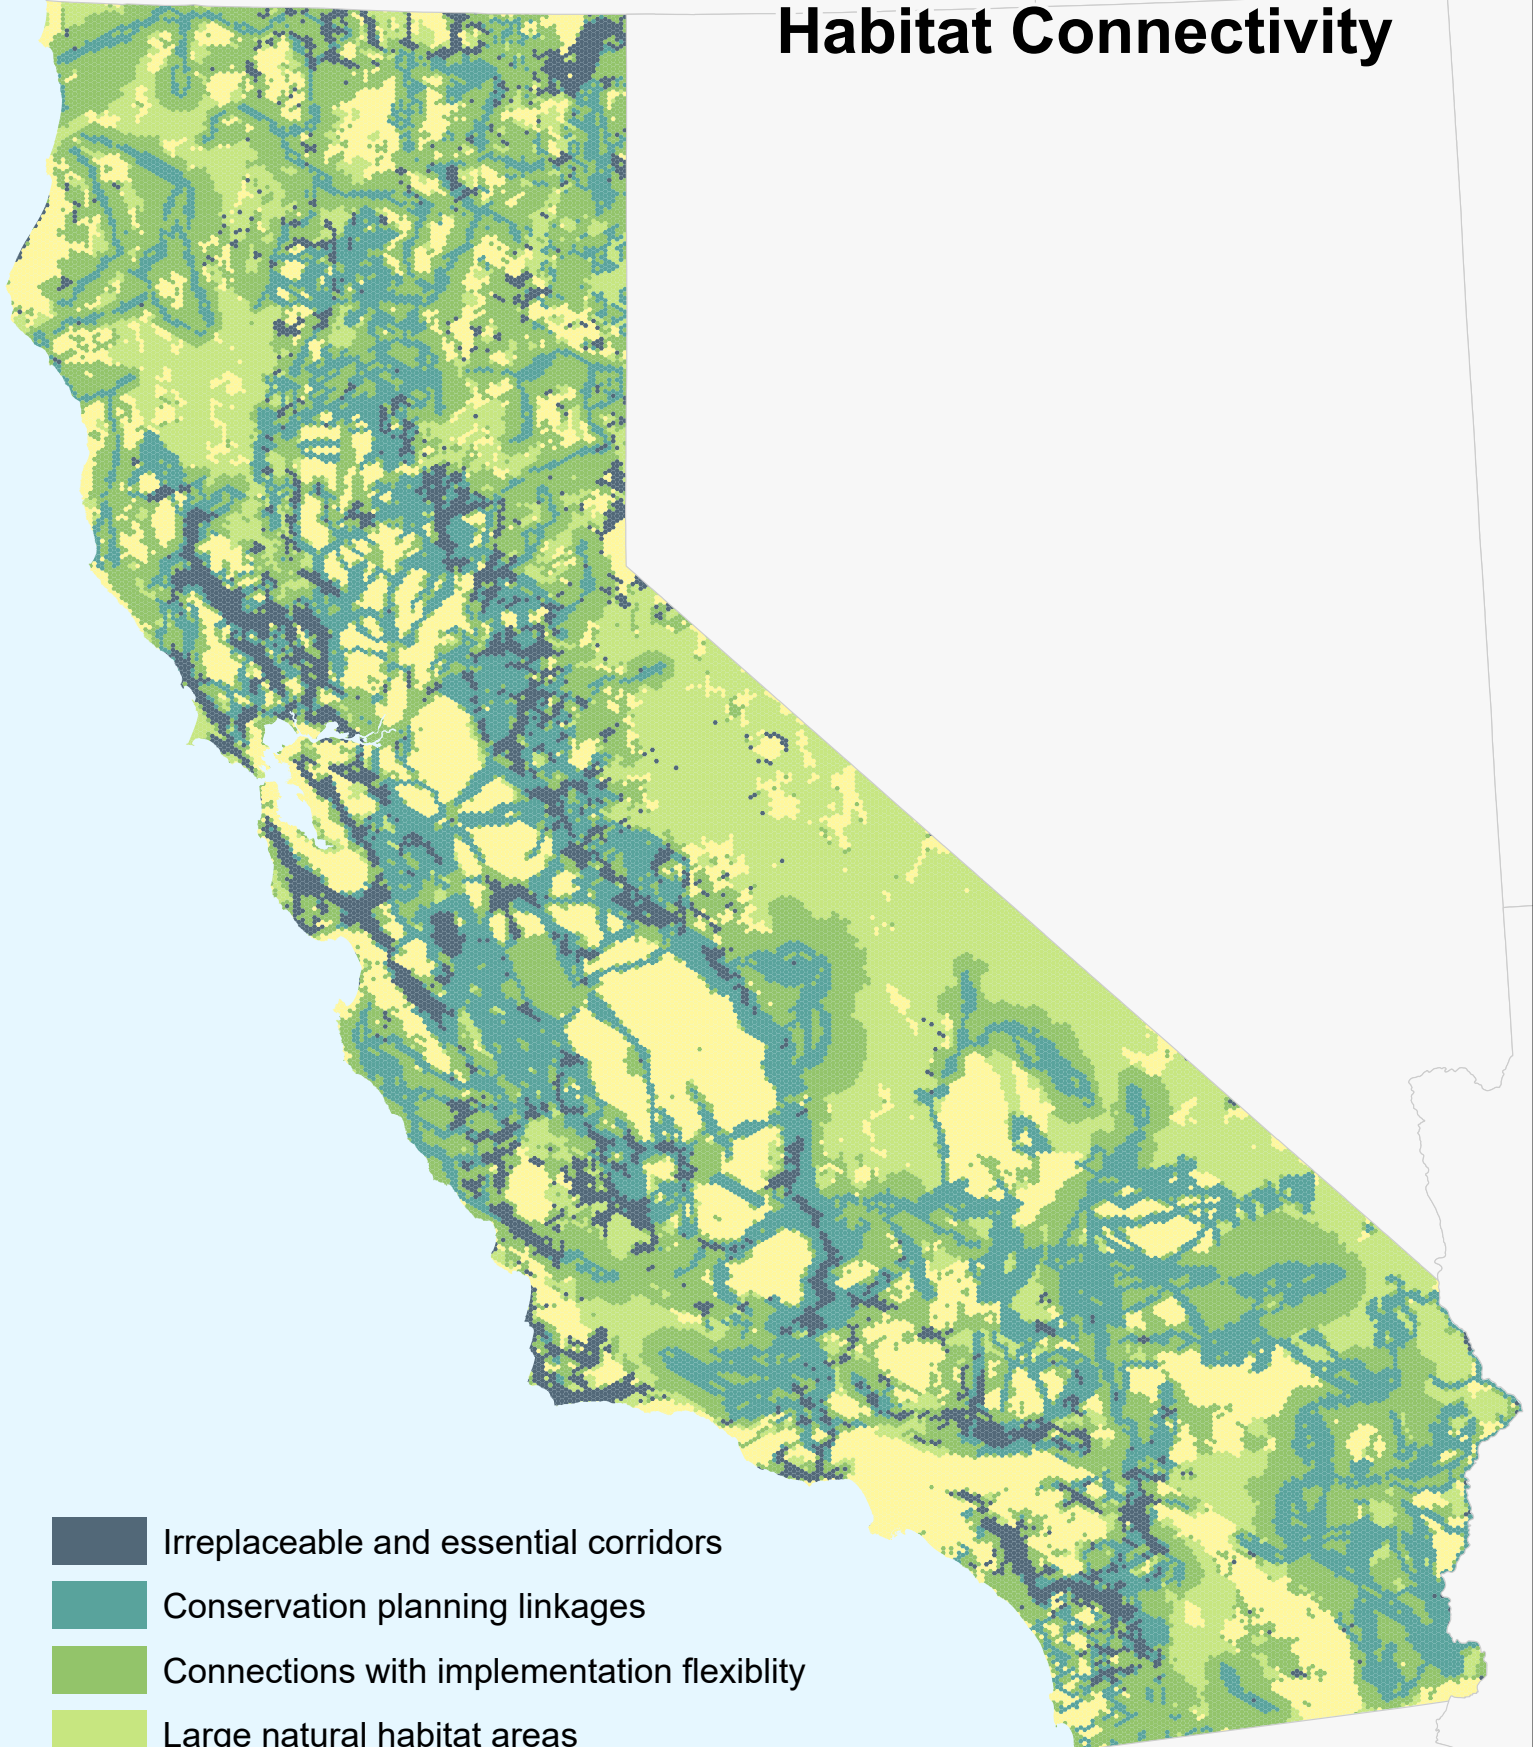 Habitat Connectivity
Irreplaceable and essential corridors
Conservation planning linkages
Connections with implementation flexiblity
Large natural habitat areas